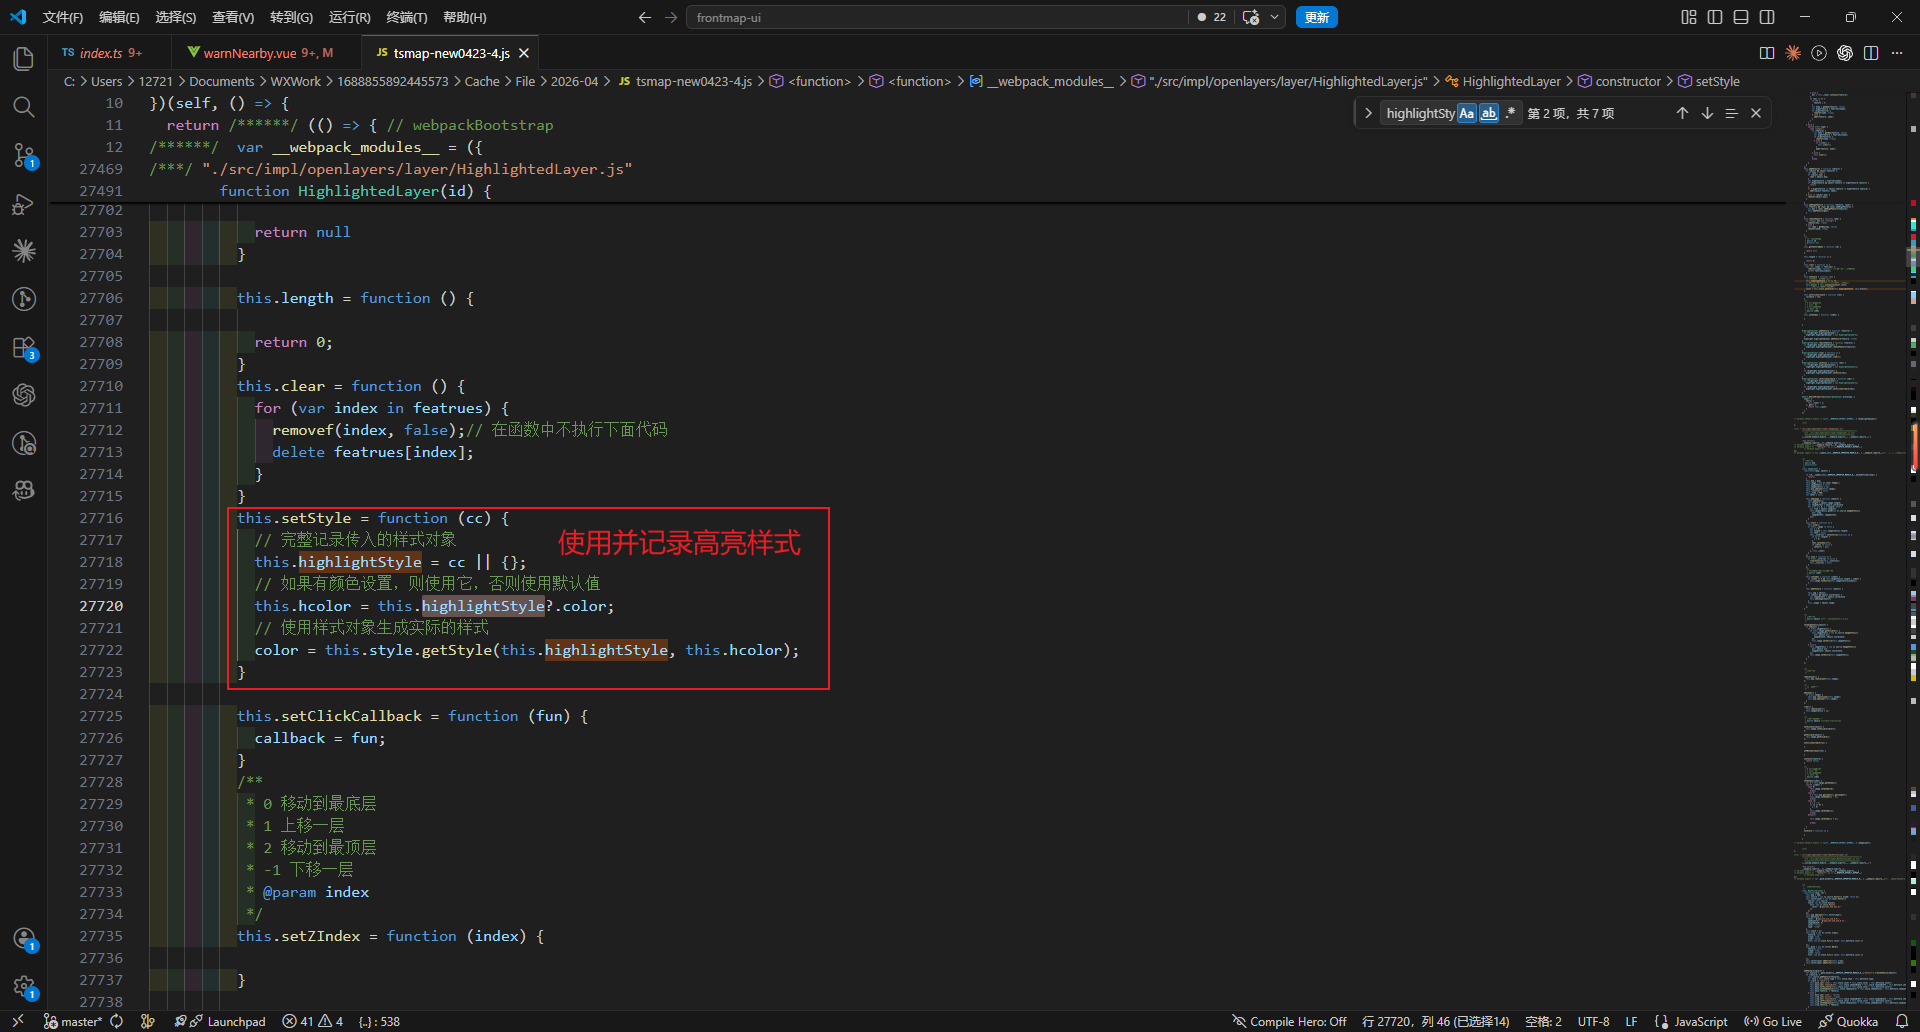 文件(F) 编辑(E) 选择(S) 查看(V) 转到(G) 运行(R) 终端(T) 帮助(H) frontmap-ui 22 更新
TS index.ts 9+ warnNearby.vue 9+, M JS tsmap-new0423-4.js
C: > Users > 12721 > Documents > WXWork > 1688855892445573 > Cache > File > 2026-04 > JS tsmap-new0423-4.js > <function> > <function> > __webpack_modules__ > "./src/impl/openlayers/layer/HighlightedLayer.js" > HighlightedLayer > constructor > setStyle
highlightSty Aa ab .* 第 2 项，共 7 项
10 })(self, () => {
11 return /******/ (() => { // webpackBootstrap
12 /******/ var __webpack_modules__ = ({
27469 /***/ "./src/impl/openlayers/layer/HighlightedLayer.js"
27491 function HighlightedLayer(id) {
27702
27703 return null
27704 }
27705
27706 this.length = function () {
27707
27708 return 0;
27709 }
27710 this.clear = function () {
27711 for (var index in featrues) {
27712 removef(index, false);// 在函数中不执行下面代码
27713 delete featrues[index];
27714 }
27715 }
27716 this.setStyle = function (cc) {
27717 // 完整记录传入的样式对象
使用并记录高亮样式
27718 this.highlightStyle = cc || {};
27719 // 如果有颜色设置，则使用它，否则使用默认值
27720 this.hcolor = this.highlightStyle?.color;
27721 // 使用样式对象生成实际的样式
27722 color = this.style.getStyle(this.highlightStyle, this.hcolor);
27723 }
27724
27725 this.setClickCallback = function (fun) {
27726 callback = fun;
27727 }
27728 /**
27729 * 0 移动到最底层
27730 * 1 上移一层
27731 * 2 移动到最顶层
27732 * -1 下移一层
27733 * @param index
27734 */
27735 this.setZIndex = function (index) {
27736
27737 }
27738
1
3
1
1
master* Launchpad 41 4 {..} : 538 Compile Hero: Off 行 27720，列 46 (已选择14) 空格: 2 UTF-8 LF { } JavaScript Go Live Quokka